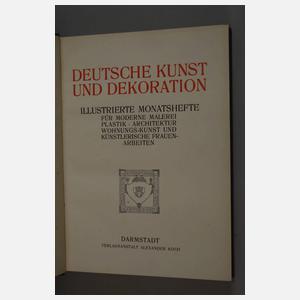 DEUTSCHE KUNST
UND DEKORATION
ILLUSTRIERTE MONATSHEFTE
FÜR MODERNE MALEREI
PLASTIK · ARCHITEKTUR
WOHNUNGS-KUNST UND
KÜNSTLERISCHE FRAUEN-
ARBEITEN
DARMSTADT
VERLAGSANSTALT ALEXANDER KOCH